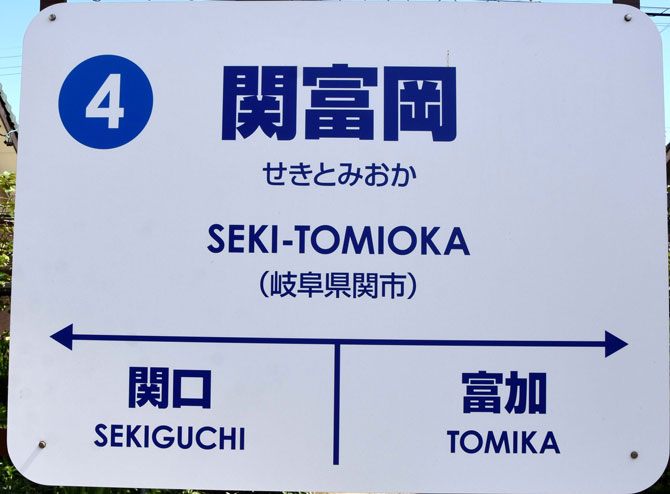 4
関富岡
せきとみおか
SEKI-TOMIOKA
（岐阜県関市）
関口
SEKIGUCHI
富加
TOMIKA